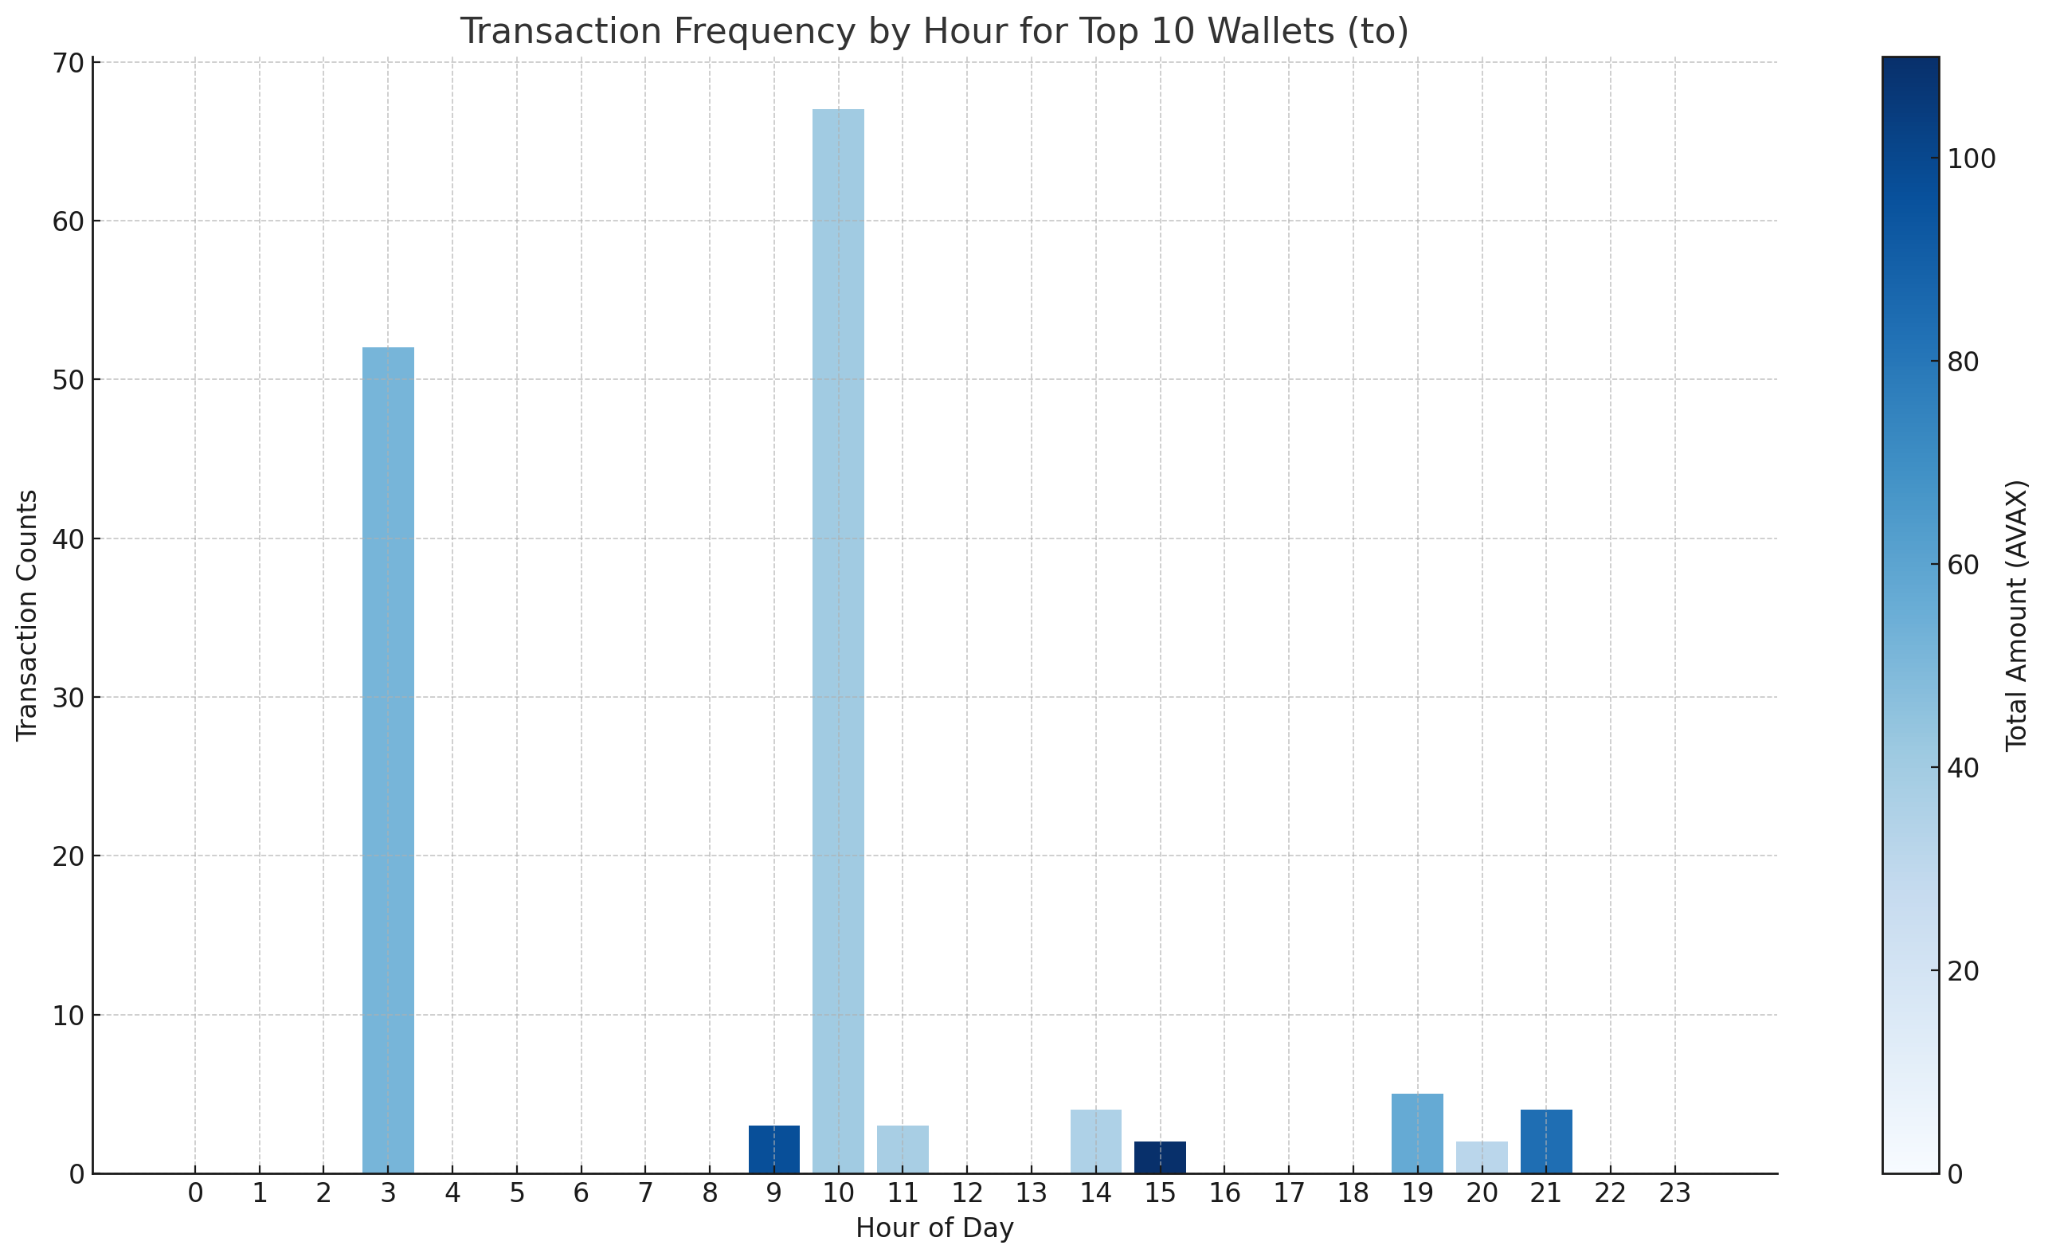 Transaction Frequency by Hour for Top 10 Wallets (to)
Transaction Counts
70
60
50
40
30
20
10
0
0 1 2 3 4 5 6 7 8 9 10 11 12 13 14 15 16 17 18 19 20 21 22 23
Hour of Day
100
80
60
40
20
0
Total Amount (AVAX)